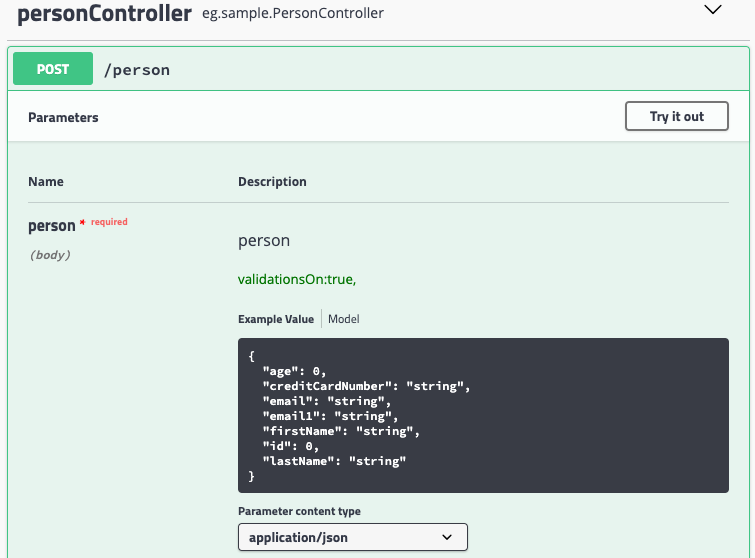 personController eg.sample.PersonController
POST /person
Parameters Try it out
Name Description
person * required
(body)
person
validationsOn:true,
Example Value Model
{
  "age": 0,
  "creditCardNumber": "string",
  "email": "string",
  "email1": "string",
  "firstName": "string",
  "id": 0,
  "lastName": "string"
}
Parameter content type
application/json